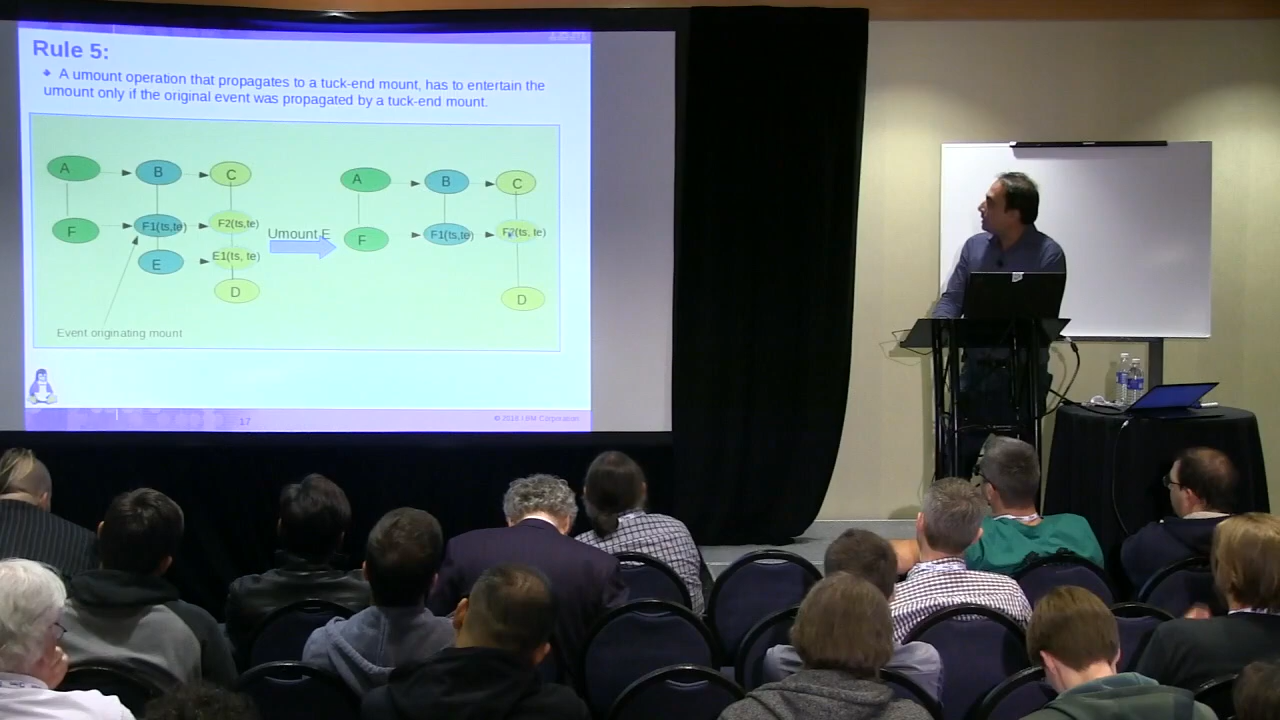 Rule 5:
A umount operation that propagates to a tuck-end mount, has to entertain the
umount only if the original event was propagated by a tuck-end mount.
A B C A B C
F F1(ts,te) F2(ts,te) Umount E F F1(ts,te) F2(ts, te)
E E1(ts, te)
D D
Event originating mount
17